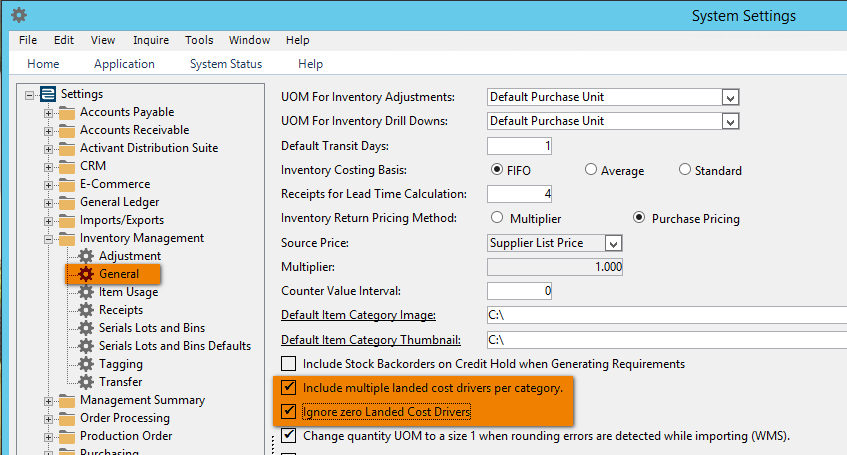 System Settings
File Edit View Inquire Tools Window Help
Home Application System Status Help
Settings
Accounts Payable
Accounts Receivable
Activant Distribution Suite
CRM
E-Commerce
General Ledger
Imports/Exports
Inventory Management
Adjustment
General
Item Usage
Receipts
Serials Lots and Bins
Serials Lots and Bins Defaults
Tagging
Transfer
Management Summary
Order Processing
Production Order
Purchasing
UOM For Inventory Adjustments: Default Purchase Unit
UOM For Inventory Drill Downs: Default Purchase Unit
Default Transit Days: 1
Inventory Costing Basis: FIFO Average Standard
Receipts for Lead Time Calculation: 4
Inventory Return Pricing Method: Multiplier Purchase Pricing
Source Price: Supplier List Price
Multiplier: 1.000
Counter Value Interval: 0
Default Item Category Image: C:\
Default Item Category Thumbnail: C:\
Include Stock Backorders on Credit Hold when Generating Requirements
Include multiple landed cost drivers per category.
Ignore zero Landed Cost Drivers
Change quantity UOM to a size 1 when rounding errors are detected while importing (WMS).